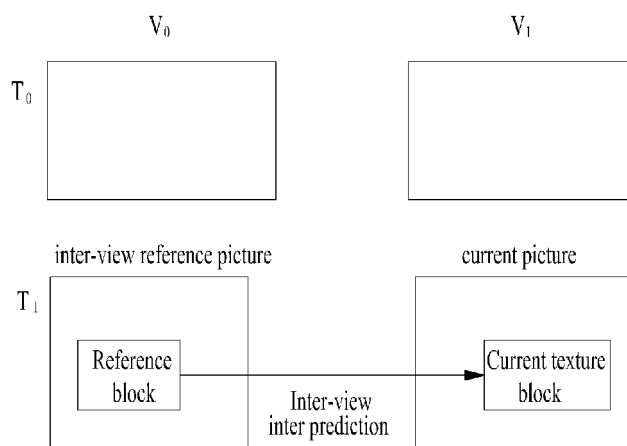 V₀ V₁
T₀
inter-view reference picture current picture
T₁
Reference
block
Current texture
block
Inter-view
inter prediction